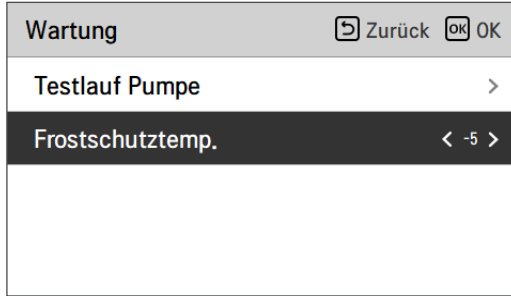 Wartung Zurück OK OK
Testlauf Pumpe >
Frostschutztemp. < -5 >